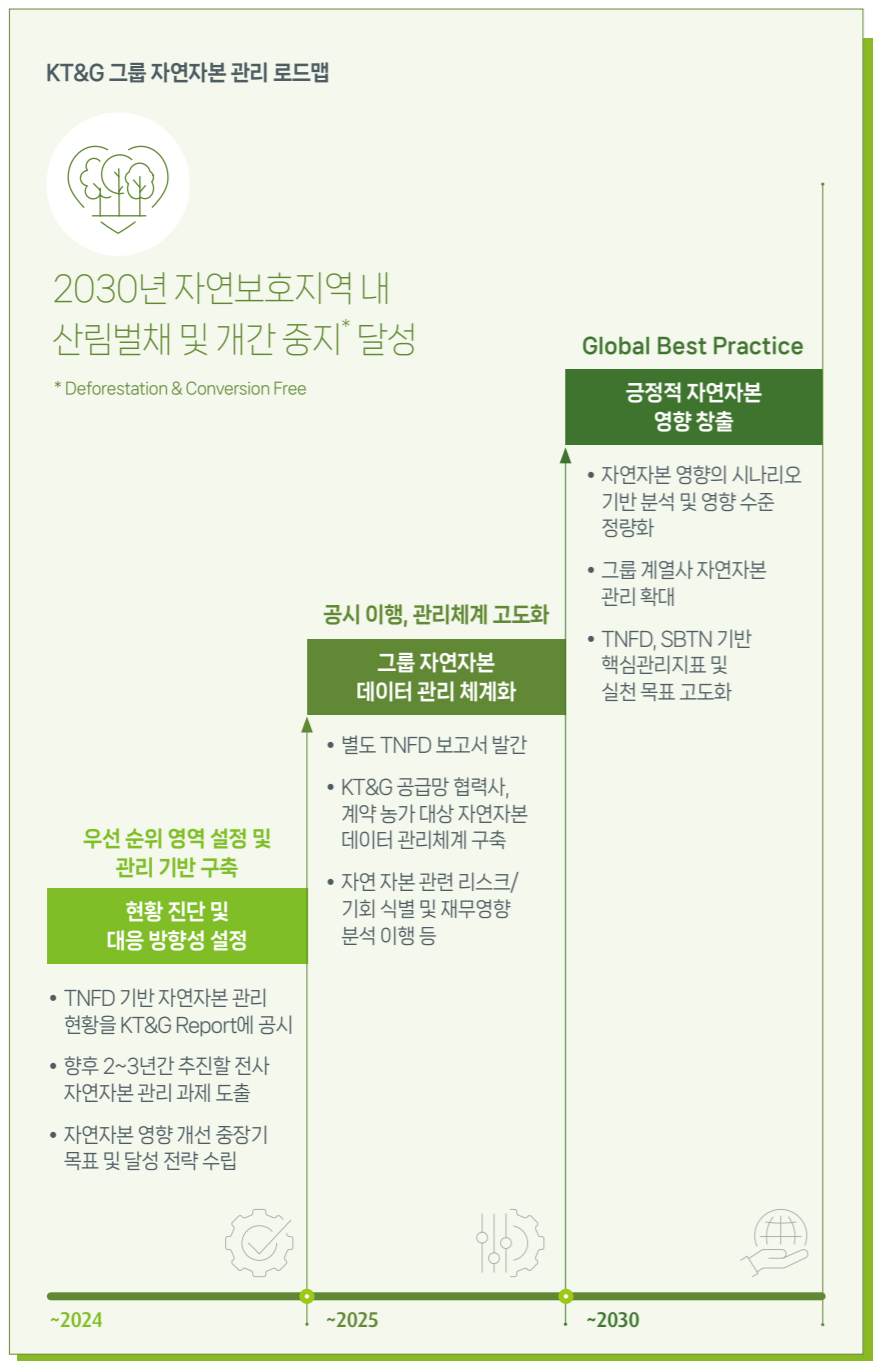 KT&G 그룹 자연자본 관리 로드맵
2030년 자연보호지역 내
산림벌채 및 개간 중지* 달성
* Deforestation & Conversion Free
우선 순위 영역 설정 및
관리 기반 구축
현황 진단 및
대응 방향성 설정
• TNFD 기반 자연자본 관리
현황을 KT&G Report에 공시
• 향후 2~3년간 추진할 전사
자연자본 관리 과제 도출
• 자연자본 영향 개선 중장기
목표 및 달성 전략 수립
~2024
공시 이행, 관리체계 고도화
그룹 자연자본
데이터 관리 체계화
• 별도 TNFD 보고서 발간
• KT&G 공급망 협력사,
계약 농가 대상 자연자본
데이터 관리체계 구축
• 자연 자본 관련 리스크/
기회 식별 및 재무영향
분석 이행 등
~2025
Global Best Practice
긍정적 자연자본
영향 창출
• 자연자본 영향의 시나리오
기반 분석 및 영향 수준
정량화
• 그룹 계열사 자연자본
관리 확대
• TNFD, SBTN 기반
핵심관리지표 및
실천 목표 고도화
~2030